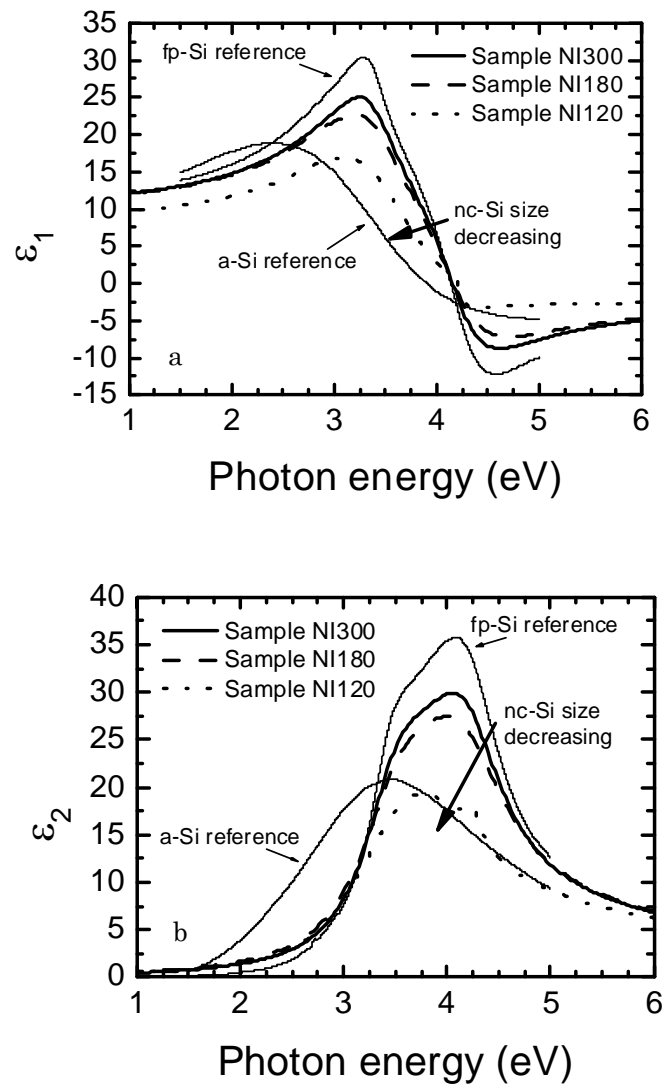 35
30
25
20
15
10
5
0
-5
-10
-15
ε1
fp-Si reference
Sample NI300
Sample NI180
Sample NI120
nc-Si size
decreasing
a-Si reference
a
1 2 3 4 5 6
Photon energy (eV)
40
35
30
25
20
15
10
5
0
ε2
Sample NI300
Sample NI180
Sample NI120
fp-Si reference
nc-Si size
decreasing
a-Si reference
b
1 2 3 4 5 6
Photon energy (eV)